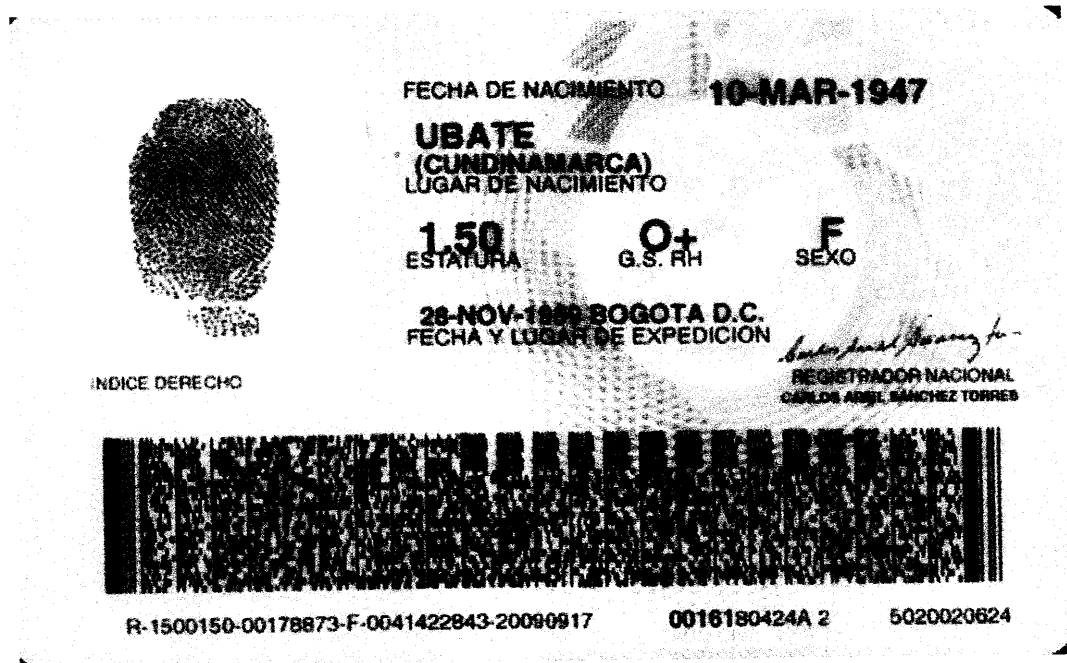 FECHA DE NACIMIENTO 10-MAR-1947
UBATE
(CUNDINAMARCA)
LUGAR DE NACIMIENTO
1.50 O+ F
ESTATURA G.S. RH SEXO
28-NOV-1969 BOGOTA D.C.
FECHA Y LUGAR DE EXPEDICION
INDICE DERECHO
REGISTRADOR NACIONAL
CARLOS ARIEL SANCHEZ TORRES
R-1500150-00178873-F-0041422843-20090917 0016180424A 2 5020020624